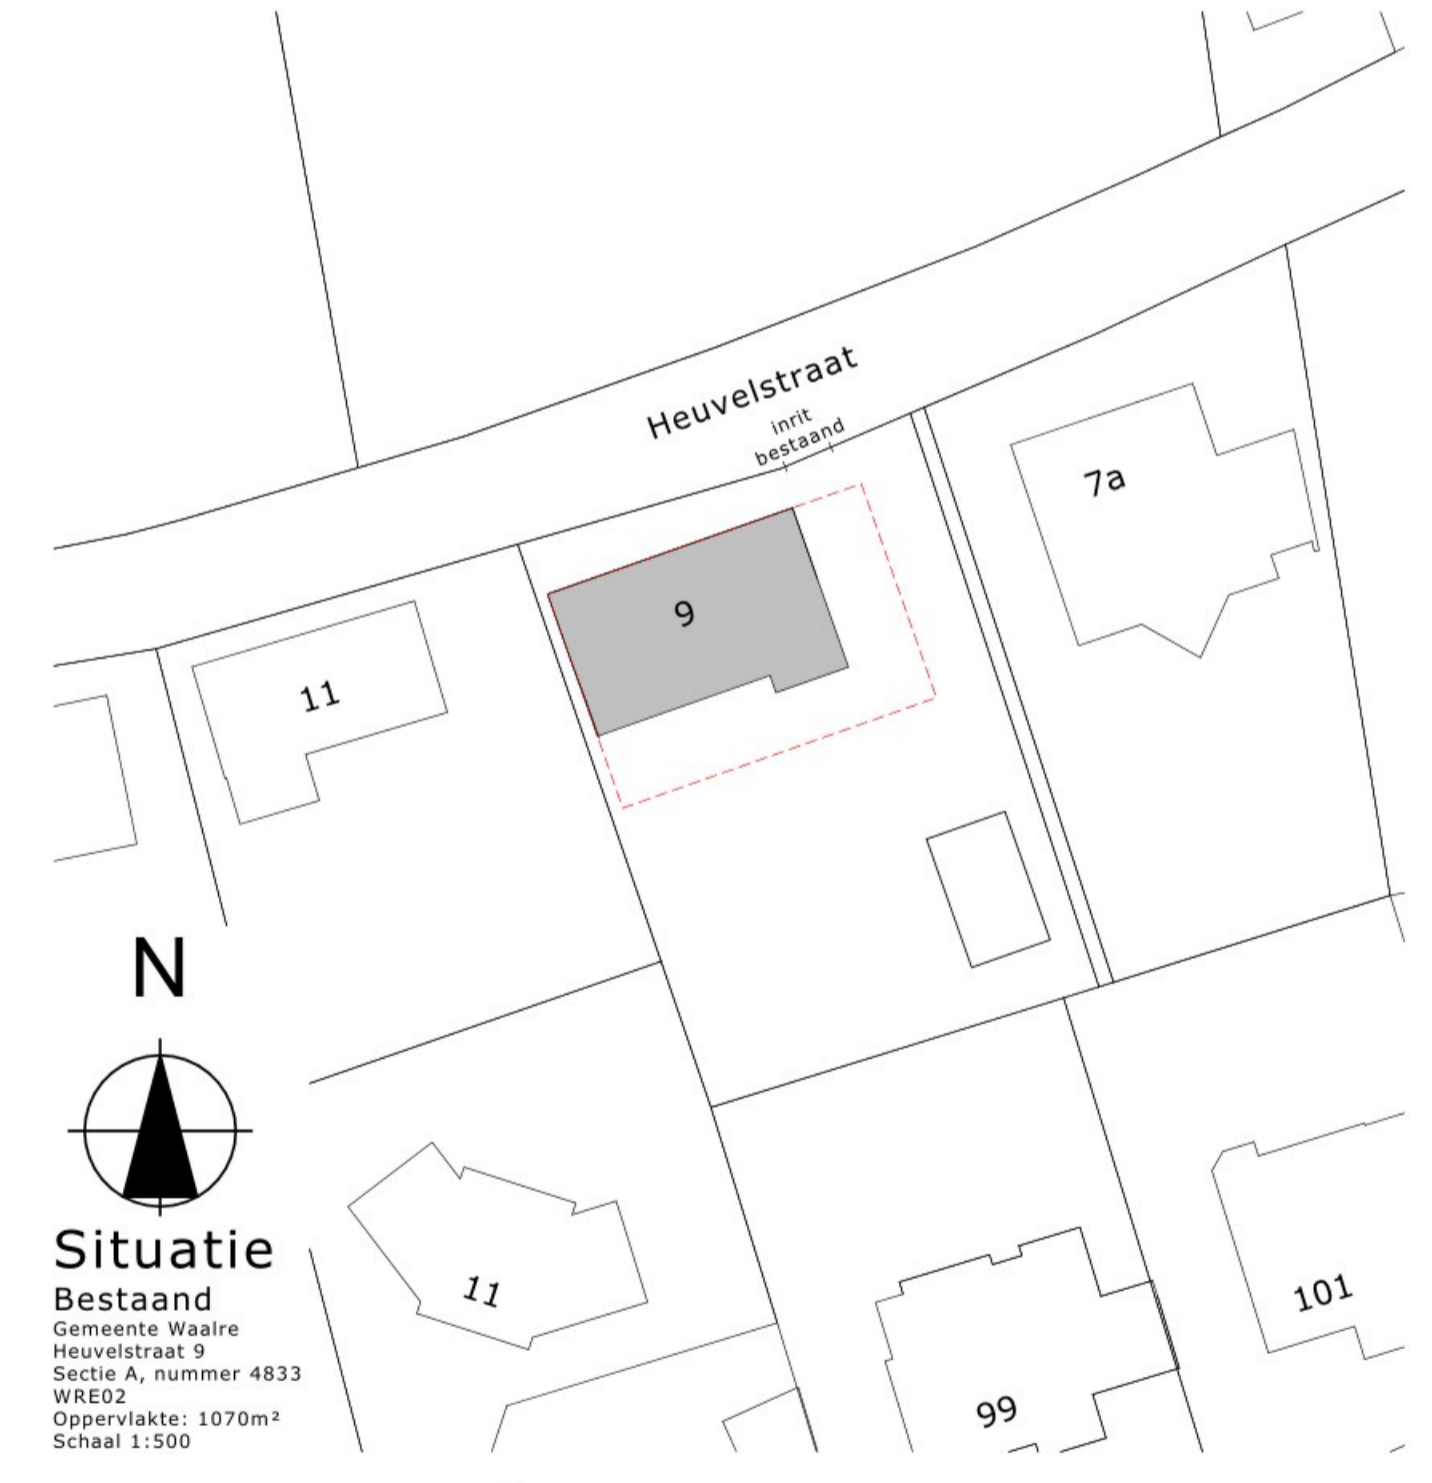 Heuvelstraat
inrit
bestaand
7a
9
11
N
11
101
99
Situatie
Bestaand
Gemeente Waalre
Heuvelstraat 9
Sectie A, nummer 4833
WRE02
Oppervlakte: 1070m²
Schaal 1:500